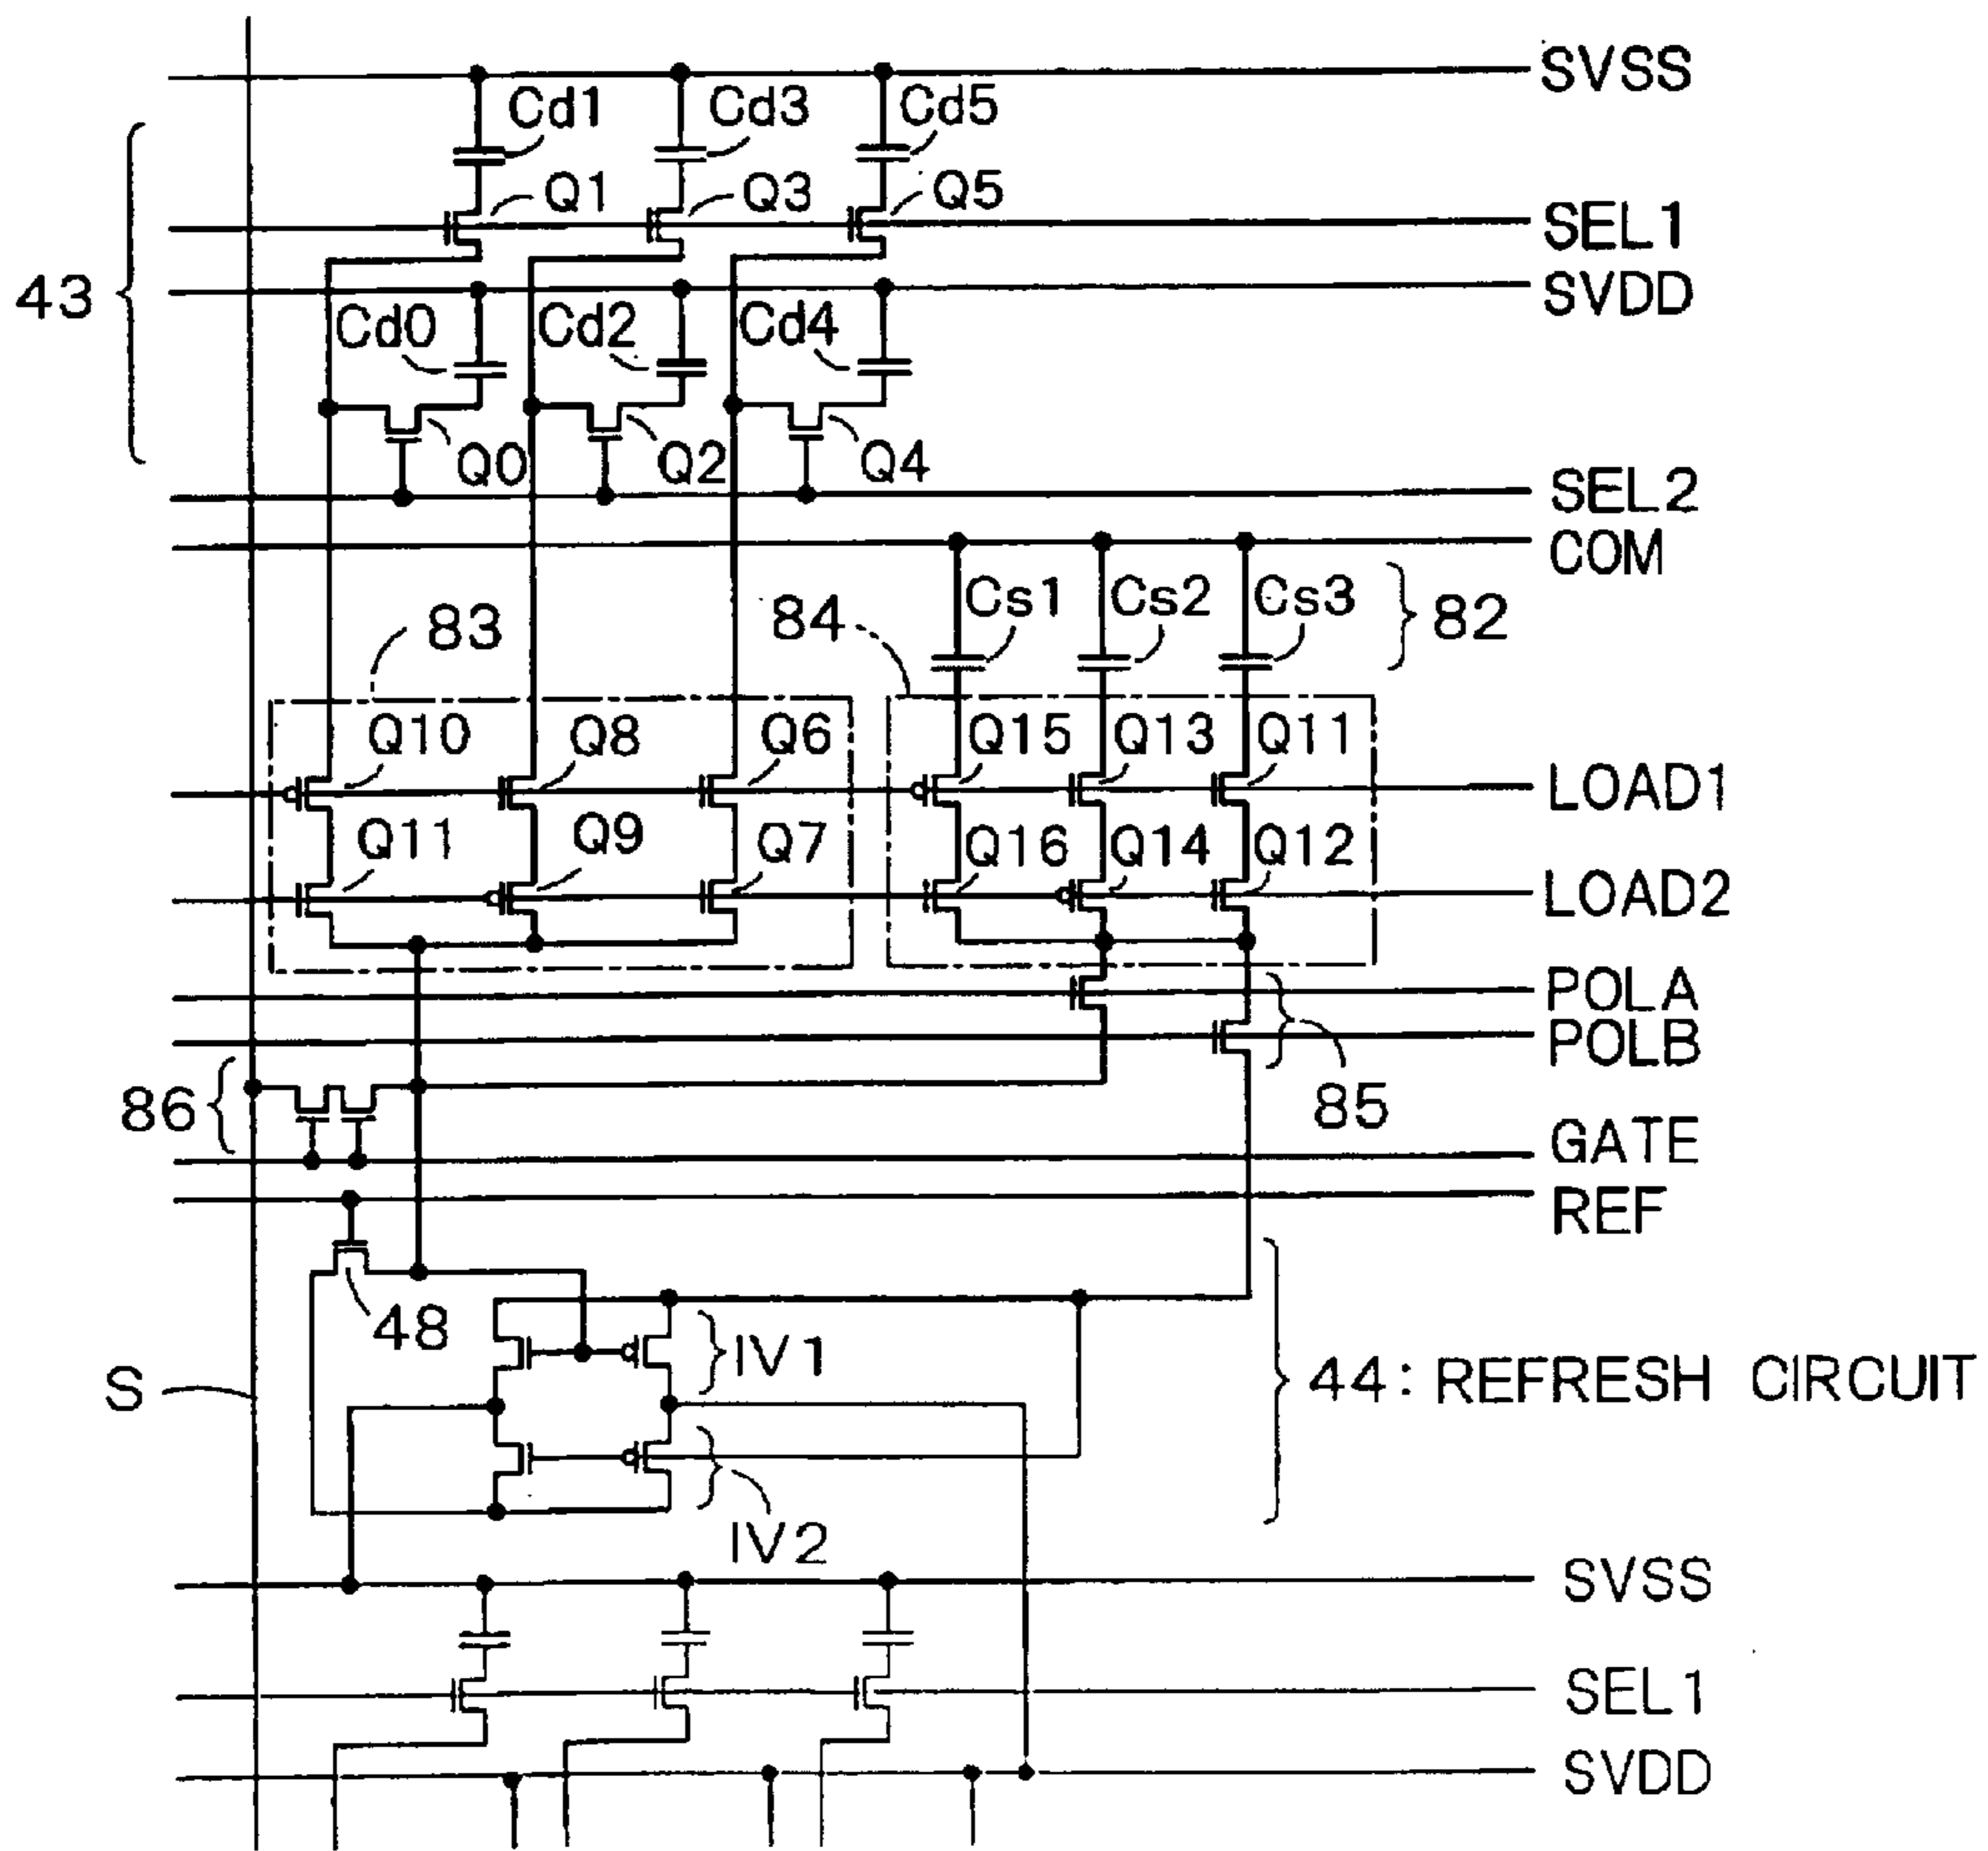 SVSS
Cd1 Cd3 Cd5
Q1 Q3 Q5
SEL1
43
SVDD
Cd0 Cd2 Cd4
Q0 Q2 Q4
SEL2
COM
Cs1 Cs2 Cs3
83 84 82
Q10 Q8 Q6 Q15 Q13 Q11
LOAD1
Q11 Q9 Q7 Q16 Q14 Q12
LOAD2
POLA
POLB
86 85
GATE
REF
48
IV1
S
44: REFRESH CIRCUIT
IV2
SVSS
SEL1
SVDD